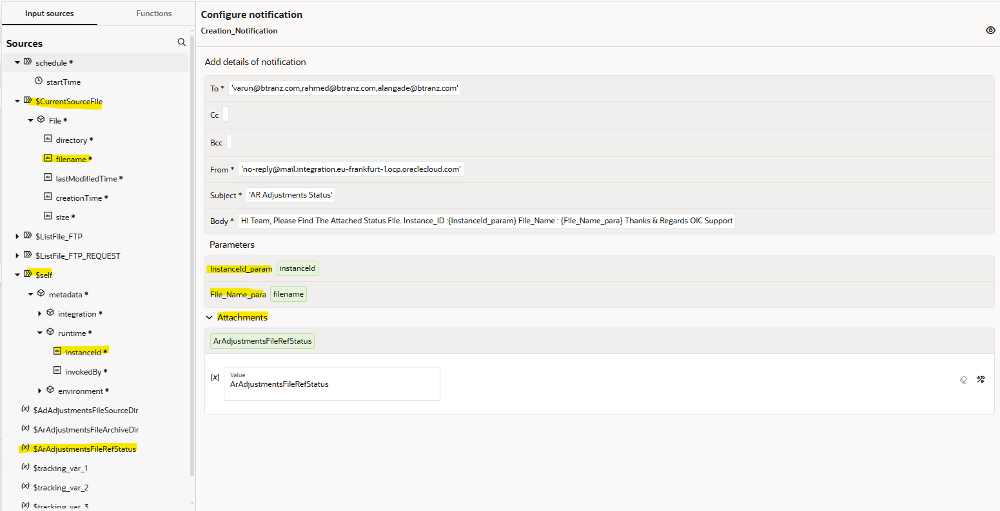 Input sources
Functions
Sources
schedule *
startTime
$CurrentSourceFile
File *
directory *
filename *
lastModifiedTime *
creationTime *
size *
$ListFile_FTP
$ListFile_FTP_REQUEST
$self
metadata *
integration *
runtime *
instanceId *
invokedBy *
environment *
(x) $AdAdjustmentsFileSourceDir
(x) $ArAdjustmentsFileArchiveDir
(x) $ArAdjustmentsFileRefStatus
(x) $tracking_var_1
(x) $tracking_var_2
(x) $tracking_var_3
Configure notification
Creation_Notification
Add details of notification
To * 'varun@btranz.com,rahmed@btranz.com,alangade@btranz.com'
Cc
Bcc
From * 'no-reply@mail.integration.eu-frankfurt-1.ocp.oraclecloud.com'
Subject * 'AR Adjustments Status'
Body * Hi Team, Please Find The Attached Status File. Instance_ID :{InstanceId_param} File_Name : {File_Name_para} Thanks & Regards OIC Support
Parameters
InstanceId_param instanceId
File_Name_para filename
Attachments
ArAdjustmentsFileRefStatus
Value
(x) ArAdjustmentsFileRefStatus